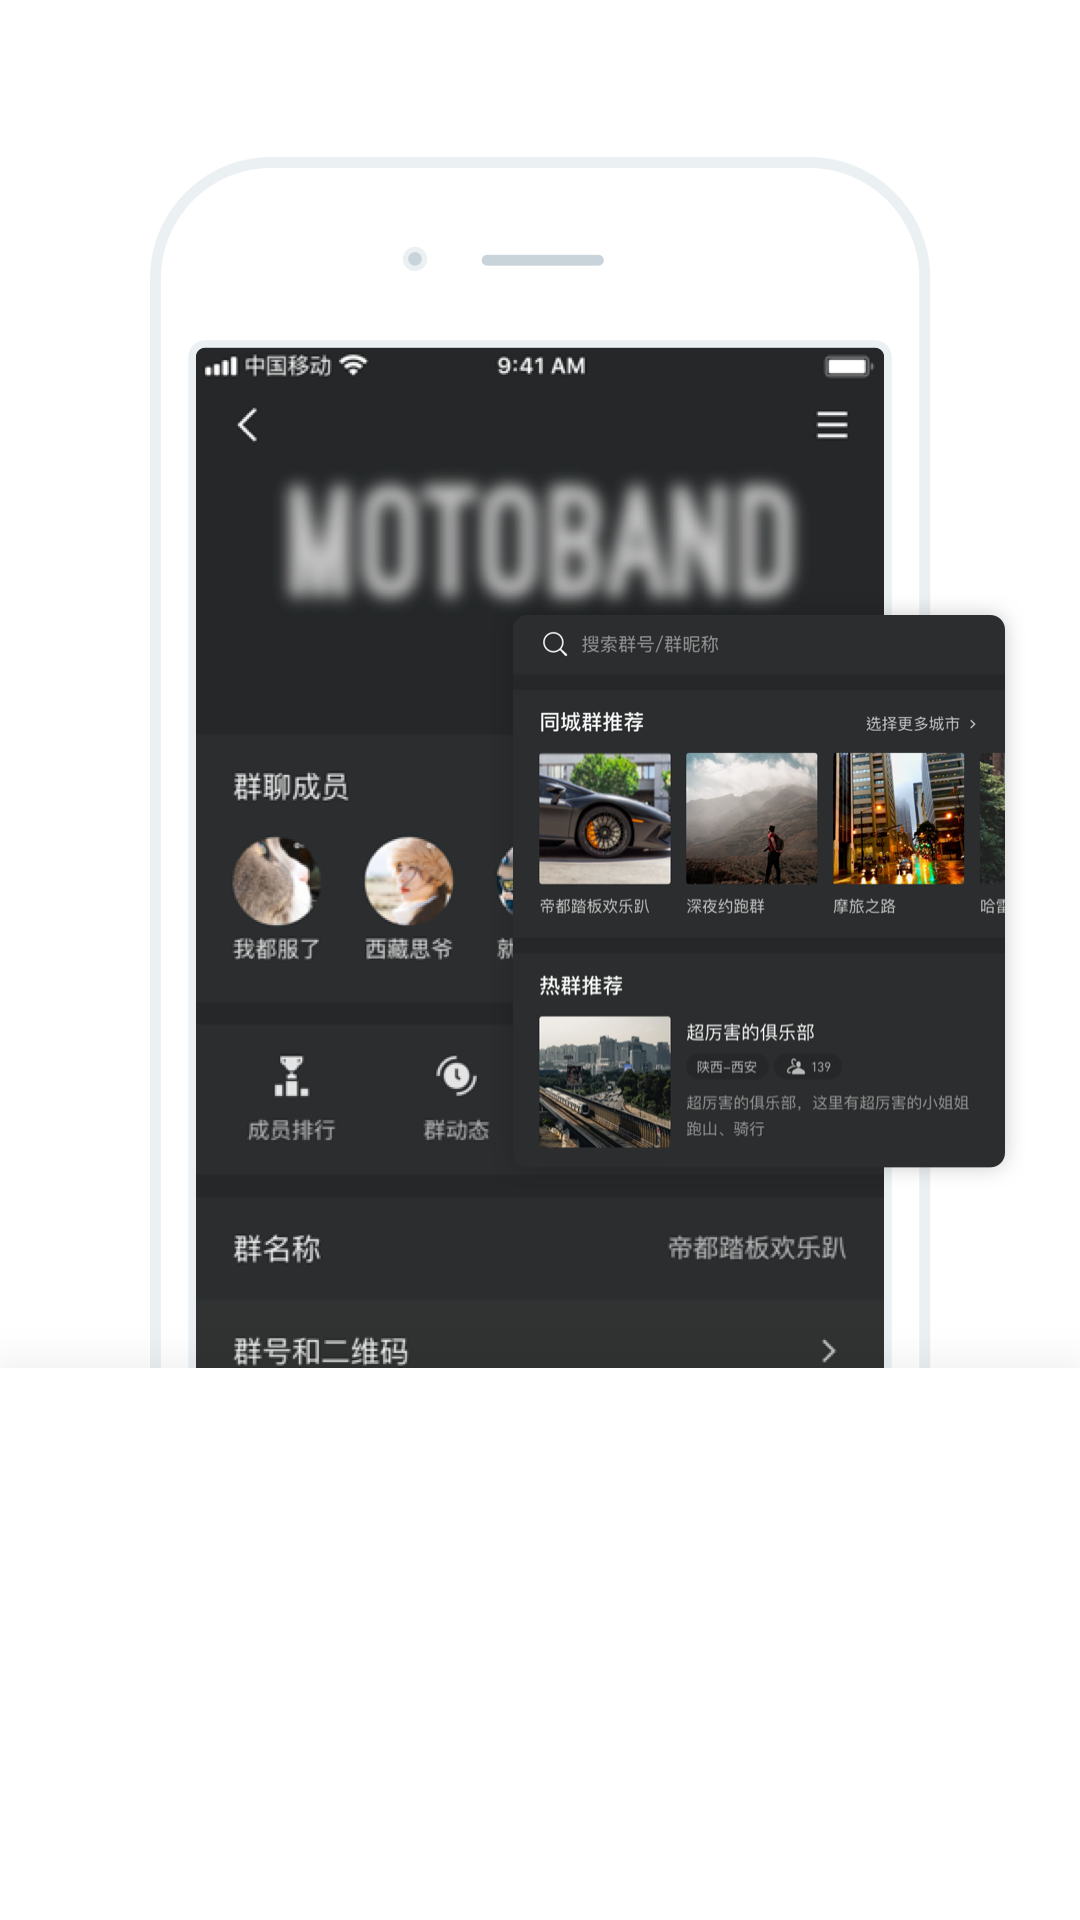 中国移动
9:41 AM
MOTOBAND
搜索群号/群昵称
同城群推荐
选择更多城市
帝都踏板欢乐趴
深夜约跑群
摩旅之路
哈雷
热群推荐
超厉害的俱乐部
陕西-西安
139
超厉害的俱乐部，这里有超厉害的小姐姐
跑山、骑行
群聊成员
我都服了
西藏思爷
就
成员排行
群动态
群名称
帝都踏板欢乐趴
群号和二维码